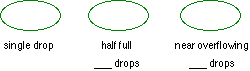 single drop half full near overflowing
___ drops ___ drops